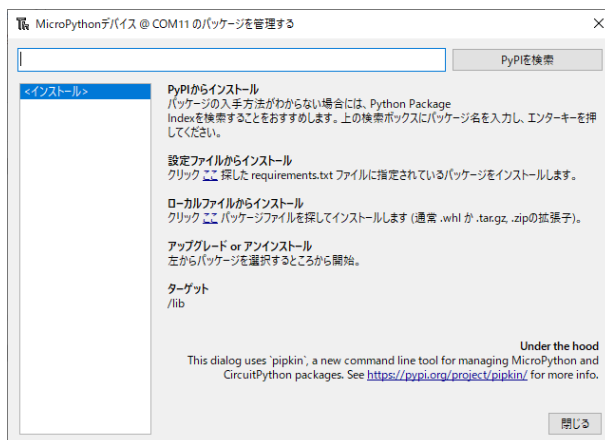 MicroPythonデバイス @ COM11 のパッケージを管理する
PyPIを検索
<インストール>
PyPIからインストール
パッケージの入手方法がわからない場合には、Python Package
Indexを検索することをおすすめします。上の検索ボックスにパッケージ名を入力し、エンターキーを押
してください。
設定ファイルからインストール
クリック ここ 探した requirements.txt ファイルに指定されているパッケージをインストールします。
ローカルファイルからインストール
クリック ここ パッケージファイルを探してインストールします (通常 .whl か .tar.gz, .zipの拡張子)。
アップグレード or アンインストール
左からパッケージを選択するところから開始。
ターゲット
/lib
Under the hood
This dialog uses `pipkin`, a new command line tool for managing MicroPython and
CircuitPython packages. See https://pypi.org/project/pipkin/ for more info.
閉じる